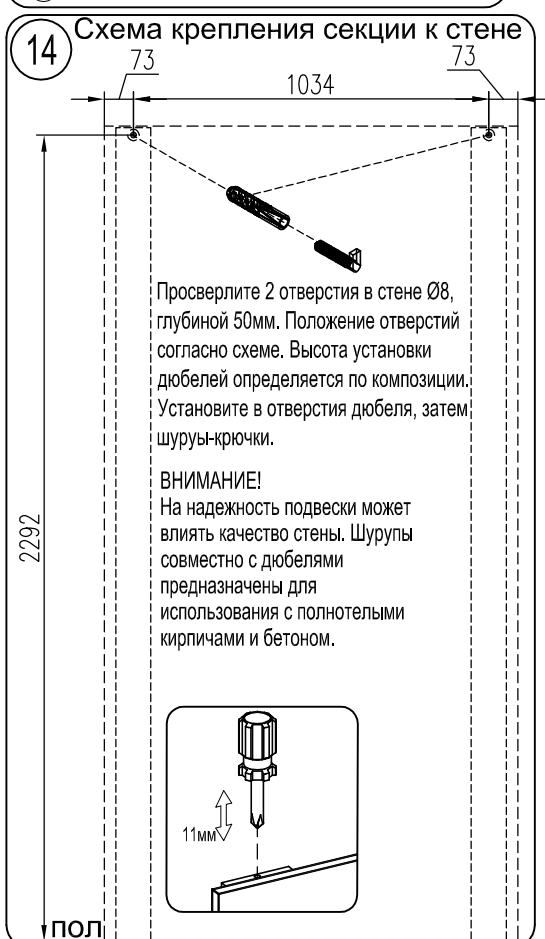 14
Схема крепления секции к стене
73
1034
73
Просверлите 2 отверстия в стене Ø8,
глубиной 50мм. Положение отверстий
согласно схеме. Высота установки
дюбелей определяется по композиции.
Установите в отверстия дюбеля, затем
шуруы-крючки.
ВНИМАНИЕ!
На надежность подвески может
влиять качество стены. Шурупы
совместно с дюбелями
предназначены для
использования с полнотелыми
кирпичами и бетоном.
2292
11мм
ПОЛ